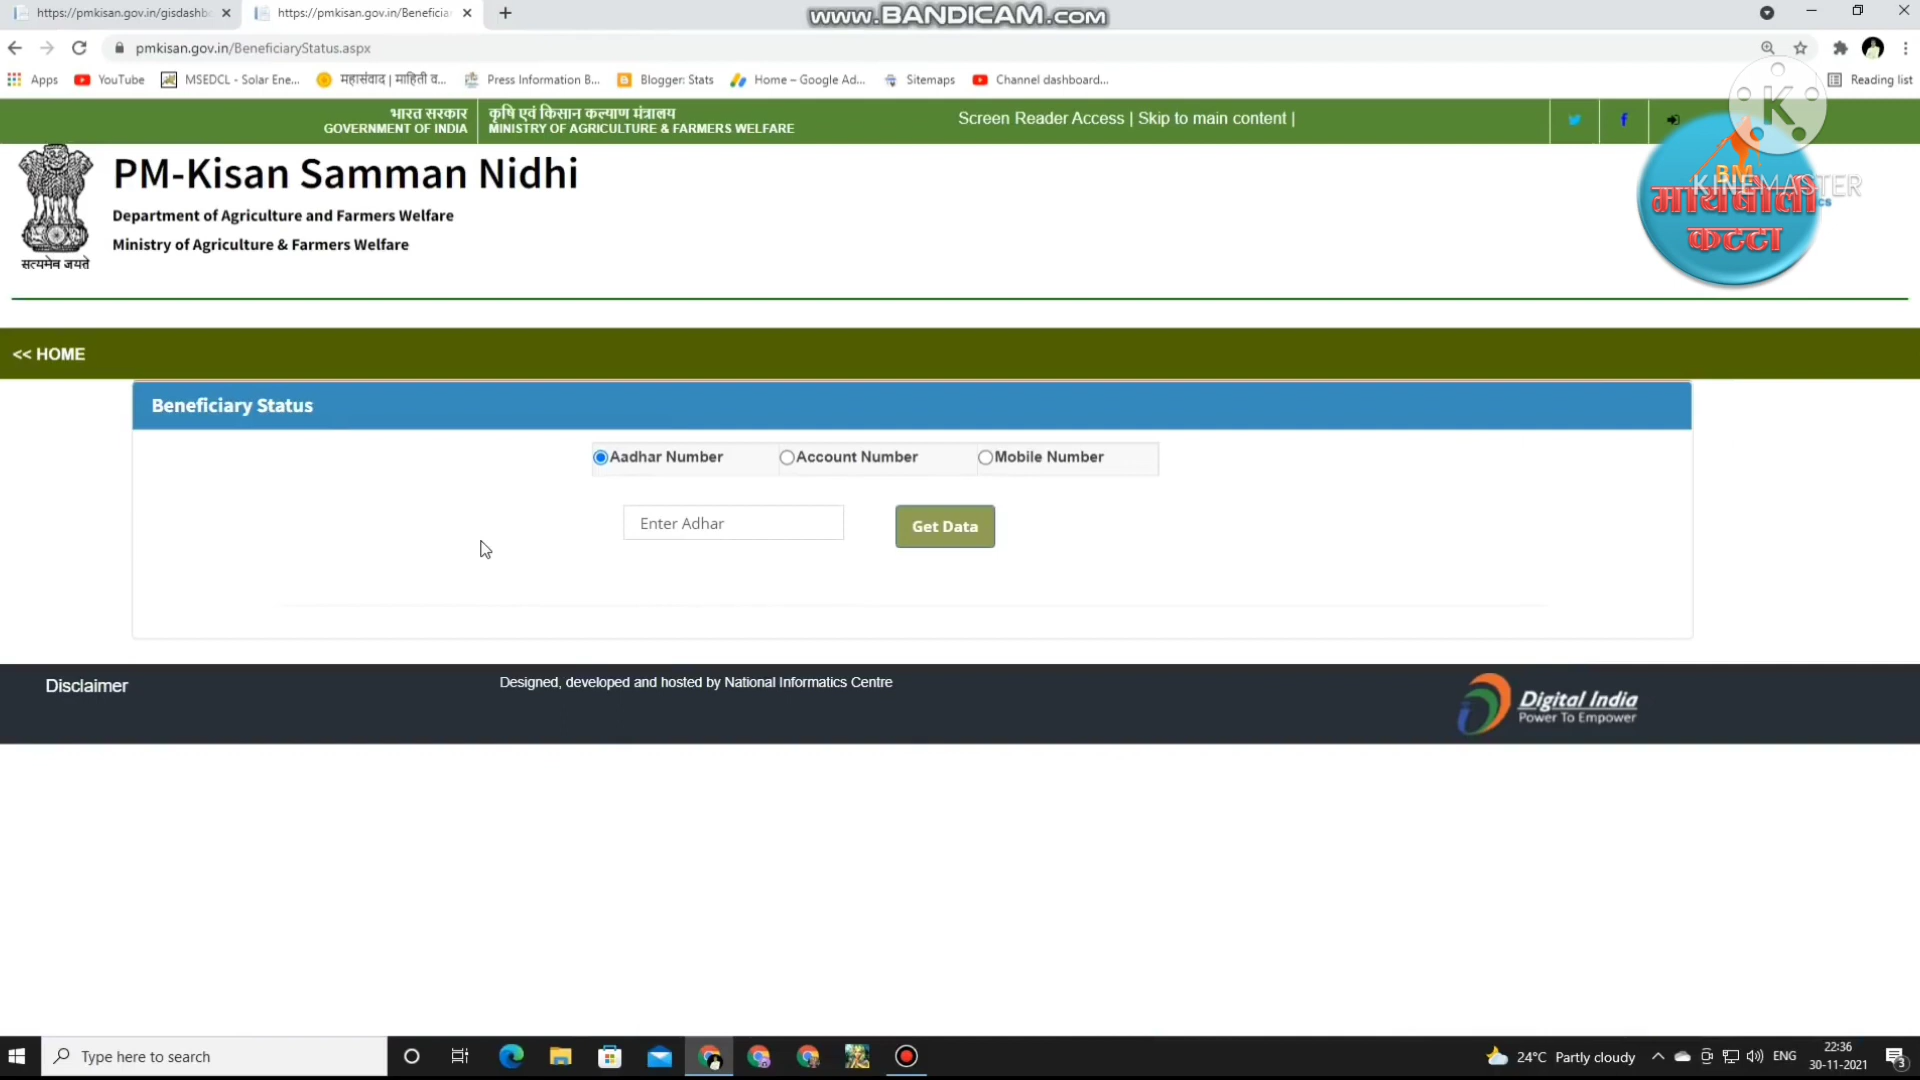 https://pmkisan.gov.in/gisdashb
https://pmkisan.gov.in/Beneficia
www.BANDICAM.com
pmkisan.gov.in/BeneficiaryStatus.aspx
Apps
YouTube
MSEDCL - Solar Ene...
महासंवाद | माहिती व...
Press Information B...
Blogger: Stats
Home – Google Ad...
Sitemaps
Channel dashboard...
Reading list
भारत सरकार
GOVERNMENT OF INDIA
कृषि एवं किसान कल्याण मंत्रालय
MINISTRY OF AGRICULTURE & FARMERS WELFARE
Screen Reader Access | Skip to main content |
K
PM-Kisan Samman Nidhi
Department of Agriculture and Farmers Welfare
Ministry of Agriculture & Farmers Welfare
सत्यमेव जयते
BM
KINEMASTER
मायबोली
कट्टा
<< HOME
Beneficiary Status
Aadhar Number
Account Number
Mobile Number
Enter Adhar
Get Data
Disclaimer
Designed, developed and hosted by National Informatics Centre
Digital India
Power To Empower
Type here to search
24°C Partly cloudy
ENG
22:36
30-11-2021
3